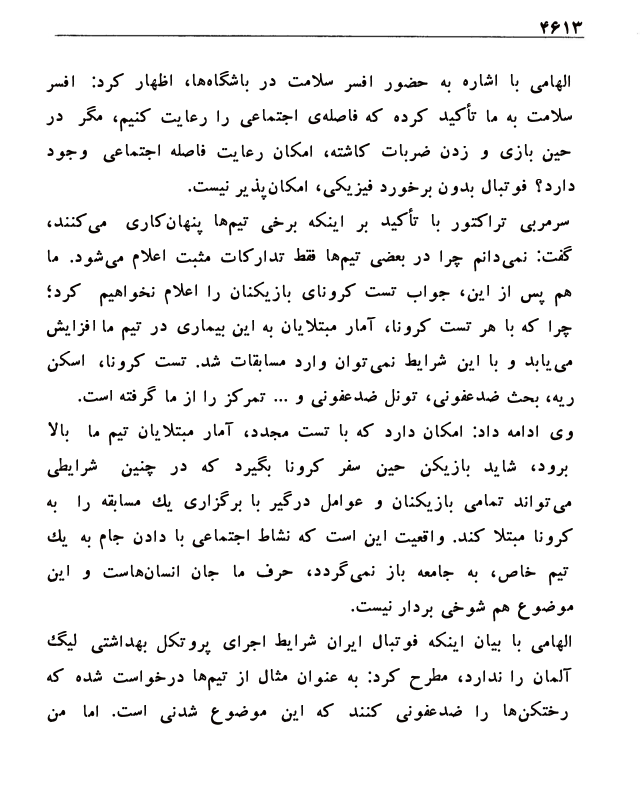 ۴۶۱۳
الهامی با اشاره به حضور افسر سلامت در باشگاه‌ها، اظهار کرد: افسر
سلامت به ما تأکید کرده که فاصله‌ی اجتماعی را رعایت کنیم، مگر در
حین بازی و زدن ضربات کاشته، امکان رعایت فاصله اجتماعی وجود
دارد؟ فوتبال بدون برخورد فیزیکی، امکان‌پذیر نیست.
سرمربی تراکتور با تأکید بر اینکه برخی تیم‌ها پنهان‌کاری می‌کنند،
گفت: نمی‌دانم چرا در بعضی تیم‌ها فقط تدارکات مثبت اعلام می‌شود. ما
هم پس از این، جواب تست کرونای بازیکنان را اعلام نخواهیم کرد؛
چرا که با هر تست کرونا، آمار مبتلایان به این بیماری در تیم ما افزایش
می‌یابد و با این شرایط نمی‌توان وارد مسابقات شد. تست کرونا، اسکن
ریه، بحث ضدعفونی، تونل ضدعفونی و ... تمرکز را از ما گرفته است.
وی ادامه داد: امکان دارد که با تست مجدد، آمار مبتلایان تیم ما بالا
برود، شاید بازیکن حین سفر کرونا بگیرد که در چنین شرایطی
می‌تواند تمامی بازیکنان و عوامل درگیر با برگزاری یك مسابقه را به
کرونا مبتلا کند. واقعیت این است که نشاط اجتماعی با دادن جام به یك
تیم خاص، به جامعه باز نمی‌گردد، حرف ما جان انسان‌هاست و این
موضوع هم شوخی بردار نیست.
الهامی با بیان اینکه فوتبال ایران شرایط اجرای پروتکل بهداشتی لیگ
آلمان را ندارد، مطرح کرد: به عنوان مثال از تیم‌ها درخواست شده که
رختکن‌ها را ضدعفونی کنند که این موضوع شدنی است. اما من